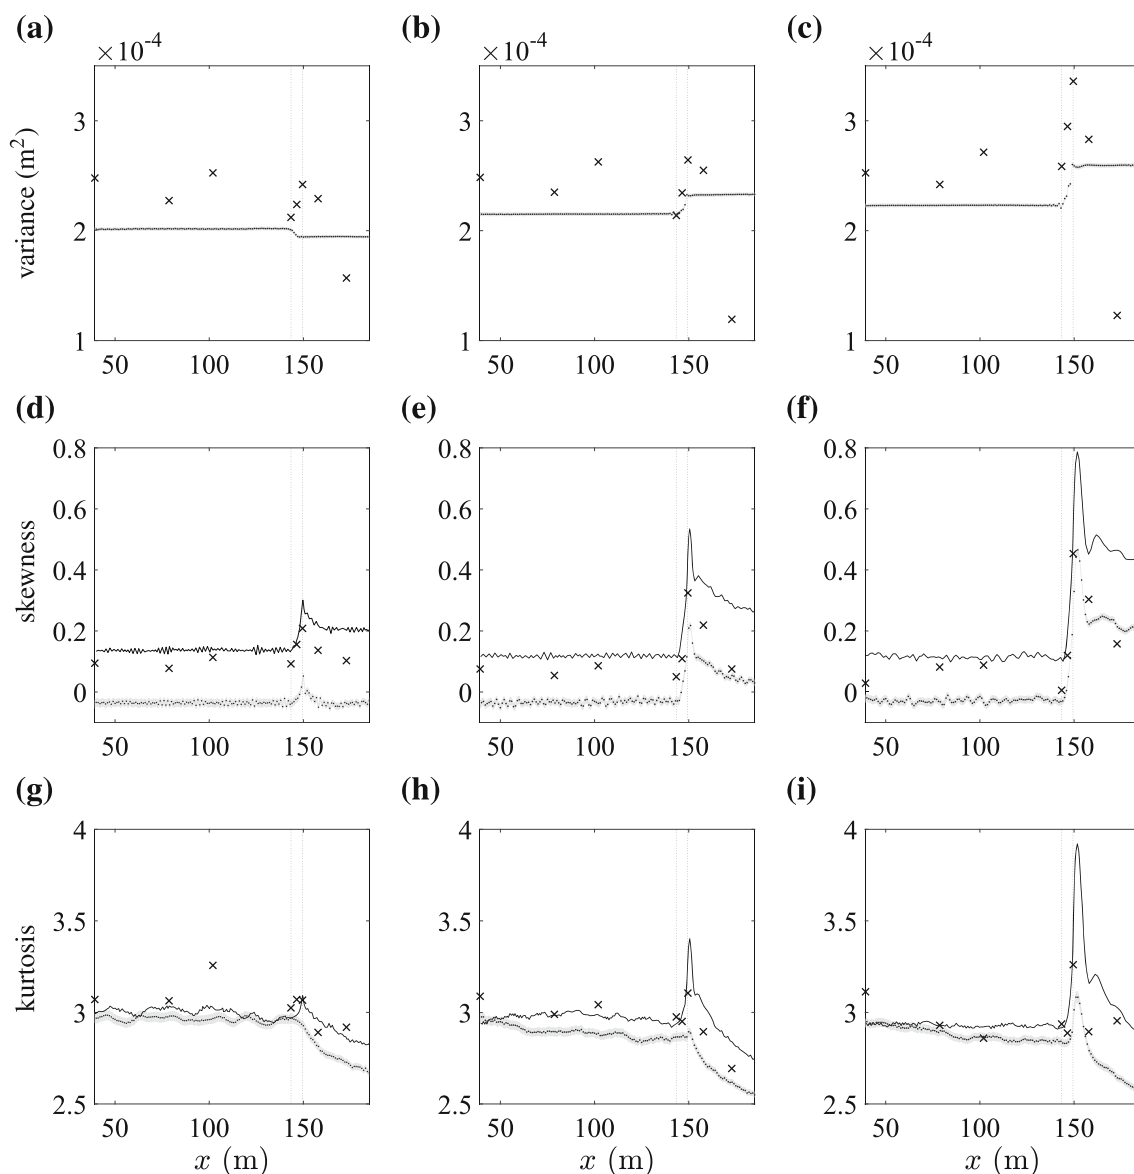 (a) (b) (c)
×10-4 ×10-4 ×10-4
variance (m2)
3 3 3
2 2 2
1 1 1
50 100 150 50 100 150 50 100 150
(d) (e) (f)
skewness
0.8 0.8 0.8
0.6 0.6 0.6
0.4 0.4 0.4
0.2 0.2 0.2
0 0 0
50 100 150 50 100 150 50 100 150
(g) (h) (i)
kurtosis
4 4 4
3.5 3.5 3.5
3 3 3
2.5 2.5 2.5
50 100 150 50 100 150 50 100 150
x (m) x (m) x (m)